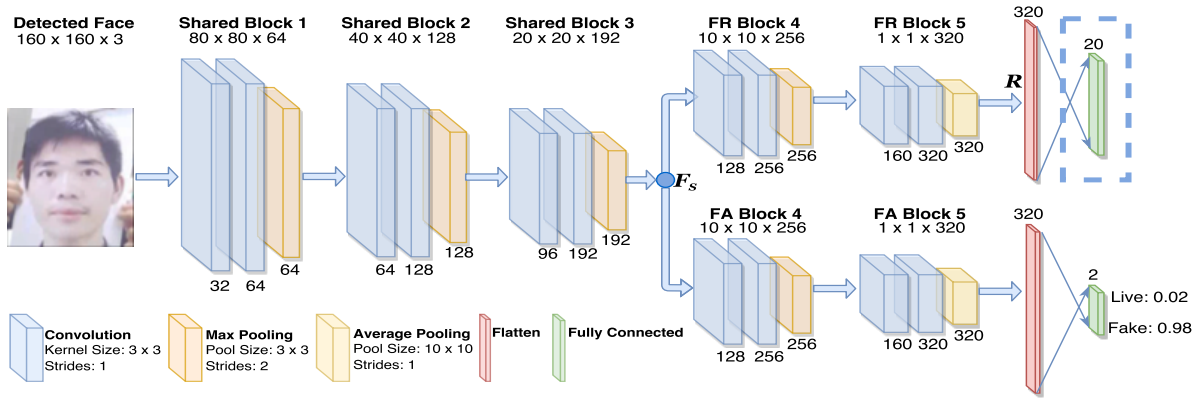 Detected Face
160 x 160 x 3
Shared Block 1
80 x 80 x 64
Shared Block 2
40 x 40 x 128
Shared Block 3
20 x 20 x 192
FR Block 4
10 x 10 x 256
FR Block 5
1 x 1 x 320
320
20
R
32
64
64
64
128
128
96
192
192
Fs
128
256
256
160
320
320
FA Block 4
10 x 10 x 256
FA Block 5
1 x 1 x 320
320
2
Live: 0.02
Fake: 0.98
128
256
256
160
320
320
Convolution
Kernel Size: 3 x 3
Strides: 1
Max Pooling
Pool Size: 3 x 3
Strides: 2
Average Pooling
Pool Size: 10 x 10
Strides: 1
Flatten
Fully Connected